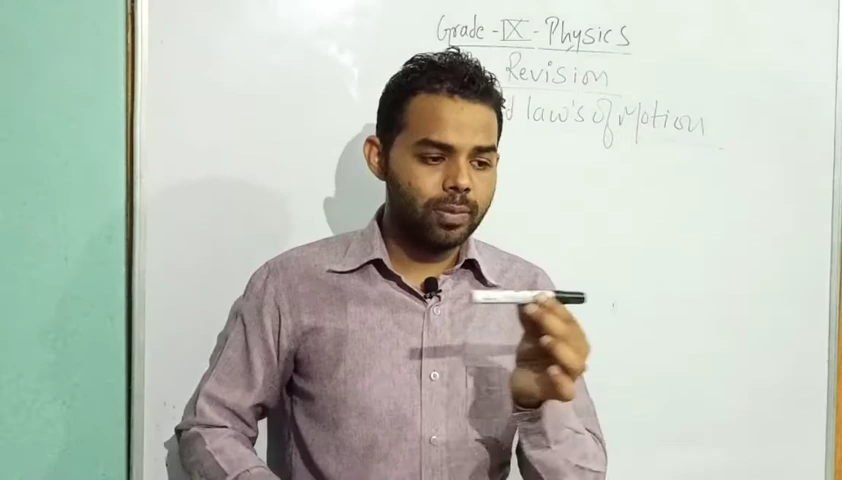 Grade - IX - Physics
Revision
law's of Motion